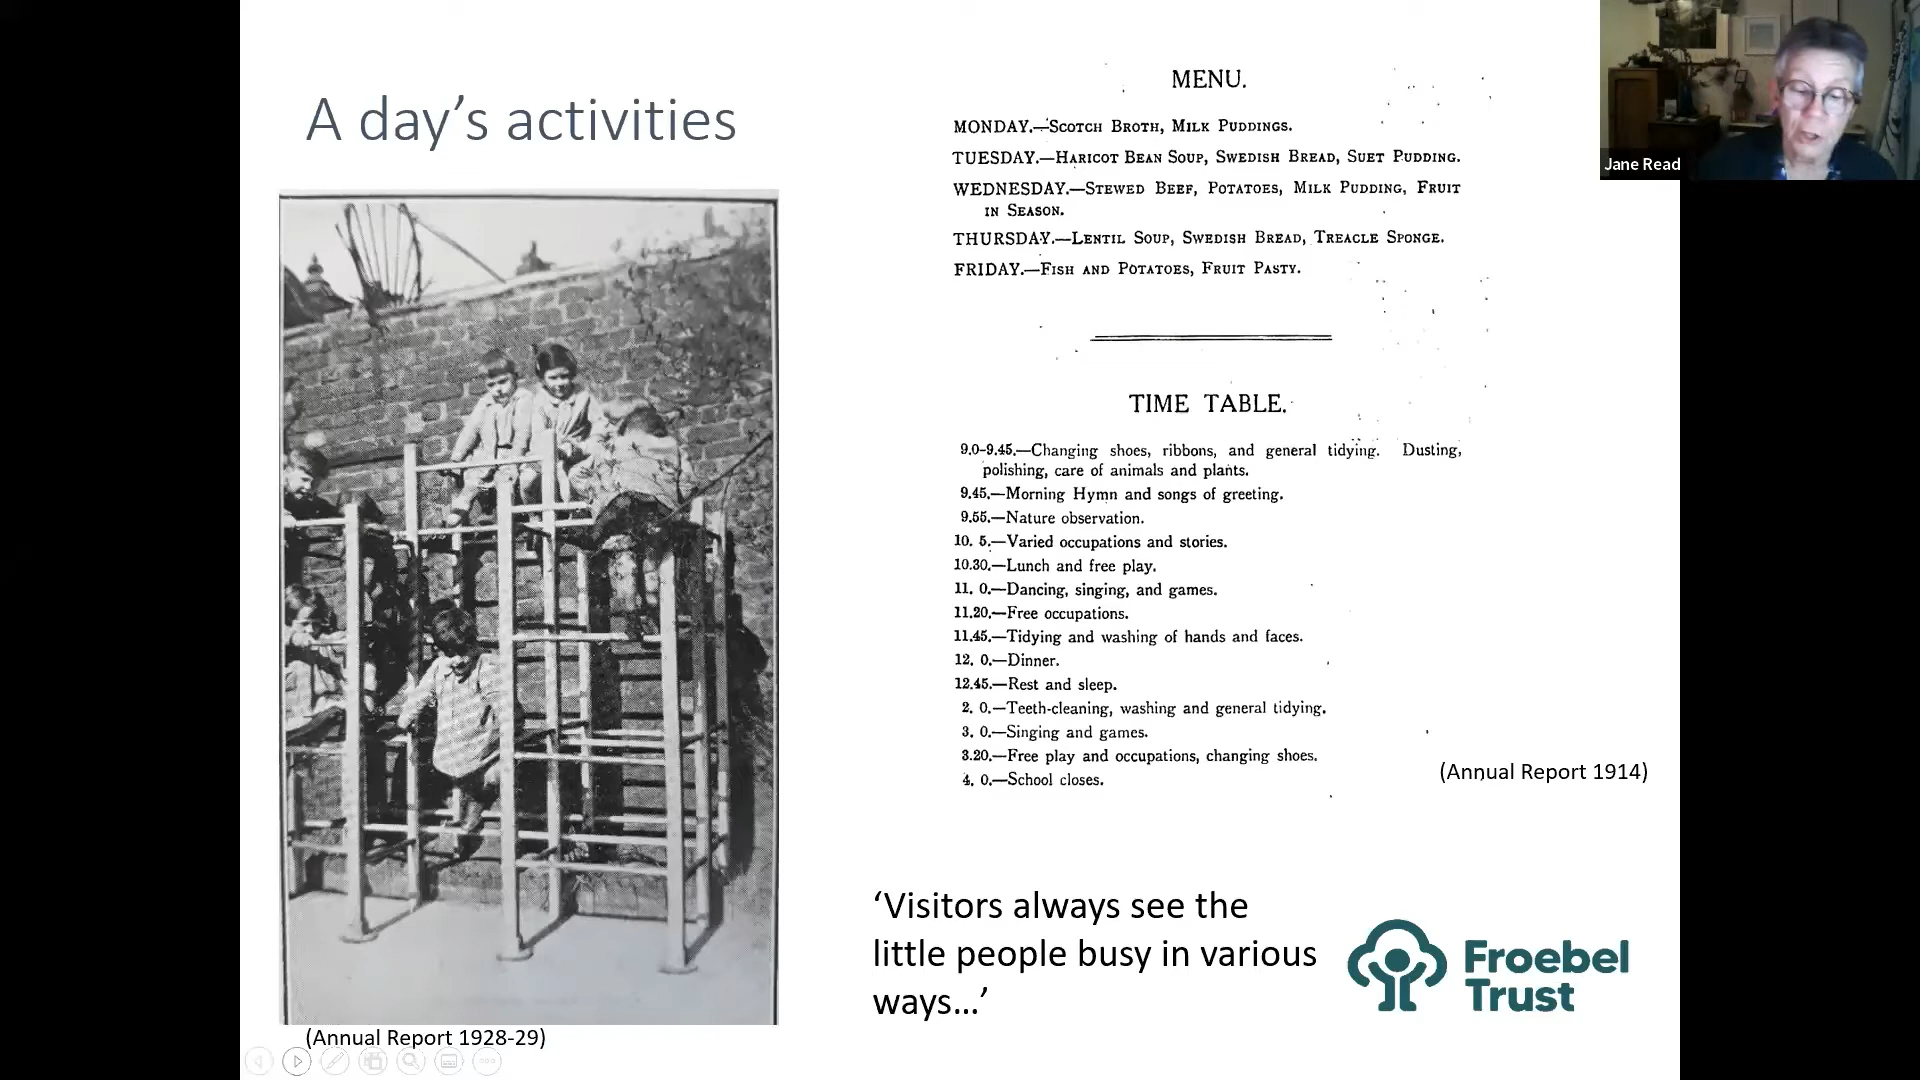 A day's activities
(Annual Report 1928-29)
MENU.
MONDAY.—SCOTCH BROTH, MILK PUDDINGS.
TUESDAY.—HARICOT BEAN SOUP, SWEDISH BREAD, SUET PUDDING.
WEDNESDAY.—STEWED BEEF, POTATOES, MILK PUDDING, FRUIT
IN SEASON.
THURSDAY.—LENTIL SOUP, SWEDISH BREAD, TREACLE SPONGE.
FRIDAY.—FISH AND POTATOES, FRUIT PASTY.
TIME TABLE.
9.0–9.45.—Changing shoes, ribbons, and general tidying. Dusting,
polishing, care of animals and plants.
9.45.—Morning Hymn and songs of greeting.
9.55.—Nature observation.
10. 5.—Varied occupations and stories.
10.30.—Lunch and free play.
11. 0.—Dancing, singing, and games.
11.20.—Free occupations.
11.45.—Tidying and washing of hands and faces.
12. 0.—Dinner.
12.45.—Rest and sleep.
2. 0.—Teeth-cleaning, washing and general tidying.
3. 0.—Singing and games.
3.20.—Free play and occupations, changing shoes.
4. 0.—School closes.
(Annual Report 1914)
‘Visitors always see the
little people busy in various
ways…’
Froebel
Trust
Jane Read